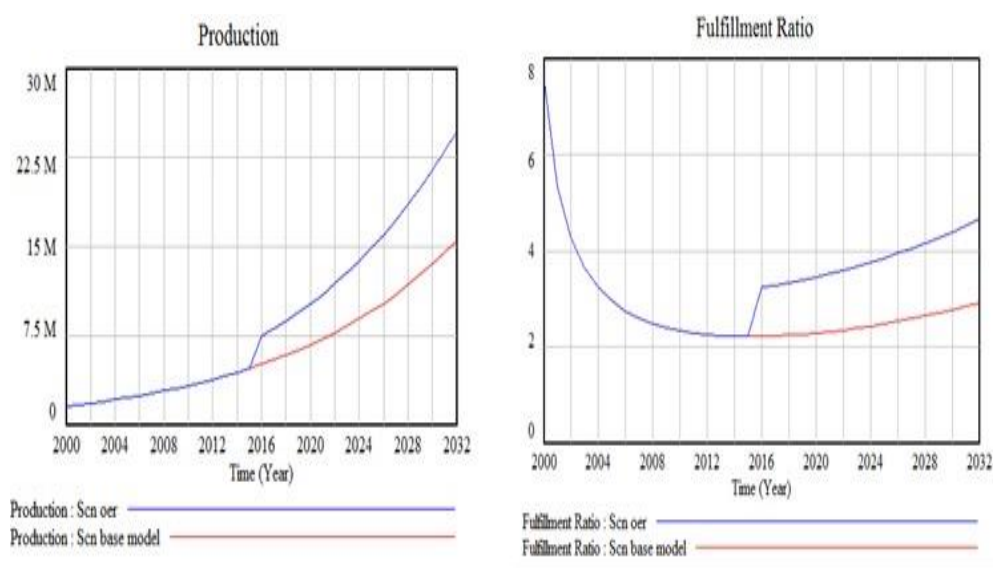 Production
30 M
22.5 M
15 M
7.5 M
0
2000 2004 2008 2012 2016 2020 2024 2028 2032
Time (Year)
Production : Scn oer
Production : Scn base model
Fulfillment Ratio
8
6
4
2
0
2000 2004 2008 2012 2016 2020 2024 2028 2032
Time (Year)
Fulfillment Ratio : Scn oer
Fulfillment Ratio : Scn base model